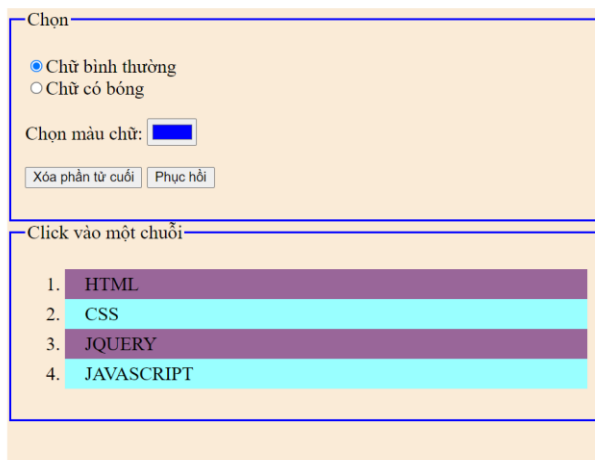 Chọn
Chữ bình thường
Chữ có bóng
Chọn màu chữ:
Xóa phần tử cuối Phục hồi
Click vào một chuỗi
1. HTML
2. CSS
3. JQUERY
4. JAVASCRIPT